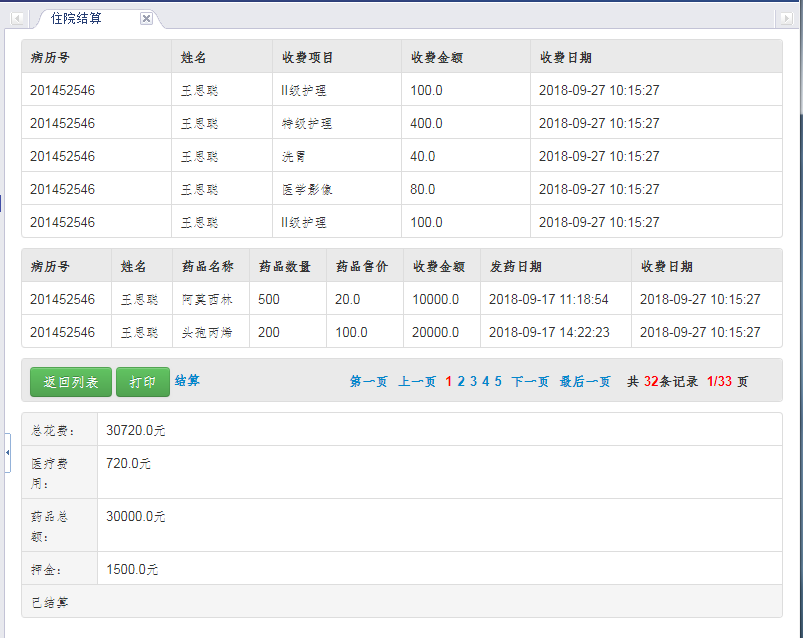 住院结算
病历号 姓名 收费项目 收费金额 收费日期
201452546 王思聪 II级护理 100.0 2018-09-27 10:15:27
201452546 王思聪 特级护理 400.0 2018-09-27 10:15:27
201452546 王思聪 洗胃 40.0 2018-09-27 10:15:27
201452546 王思聪 医学影像 80.0 2018-09-27 10:15:27
201452546 王思聪 II级护理 100.0 2018-09-27 10:15:27
病历号 姓名 药品名称 药品数量 药品售价 收费金额 发药日期 收费日期
201452546 王思聪 阿莫西林 500 20.0 10000.0 2018-09-17 11:18:54 2018-09-27 10:15:27
201452546 王思聪 头孢丙烯 200 100.0 20000.0 2018-09-17 14:22:23 2018-09-27 10:15:27
返回列表 打印 结算 第一页 上一页 1 2 3 4 5 下一页 最后一页 共 32条记录 1/33 页
总花费： 30720.0元
医疗费 720.0元
用：
药品总 30000.0元
额：
押金： 1500.0元
已结算